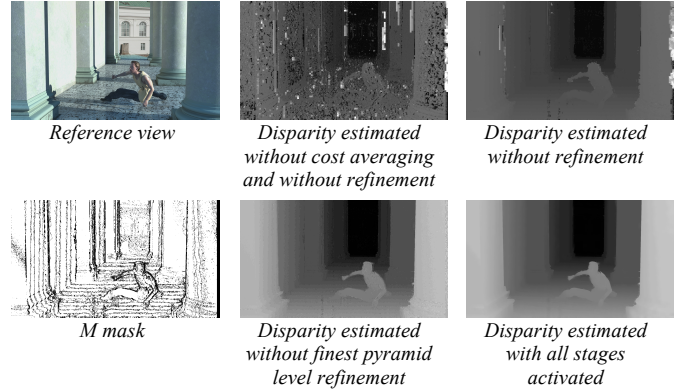 Reference view
Disparity estimated
without cost averaging
and without refinement
Disparity estimated
without refinement
M mask
Disparity estimated
without finest pyramid
level refinement
Disparity estimated
with all stages
activated